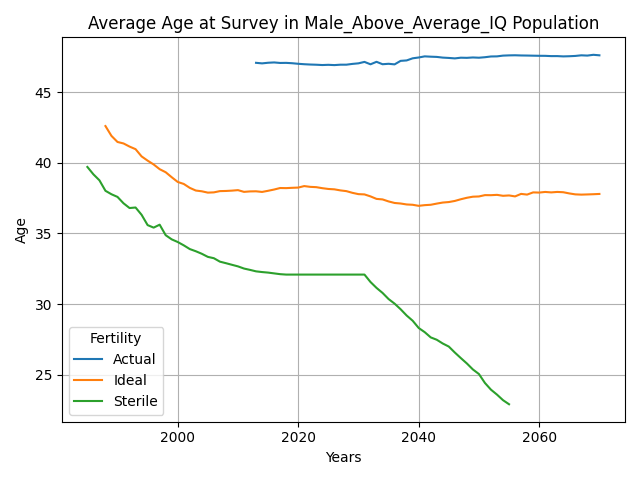 Average Age at Survey in Male_Above_Average_IQ Population
Age
45
40
35
30
25
Fertility
Actual
Ideal
Sterile
2000
2020
2040
2060
Years